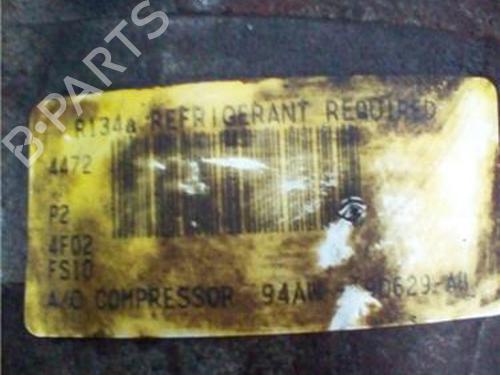 B-PARTS
R134a REFRIGERANT REQUIRED
4472
P2
4F02
FS10
A/C COMPRESSOR 94AW